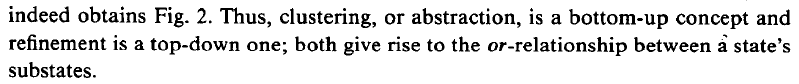 indeed obtains Fig. 2. Thus, clustering, or abstraction, is a bottom-up concept and
refinement is a top-down one; both give rise to the or-relationship between a state's
substates.